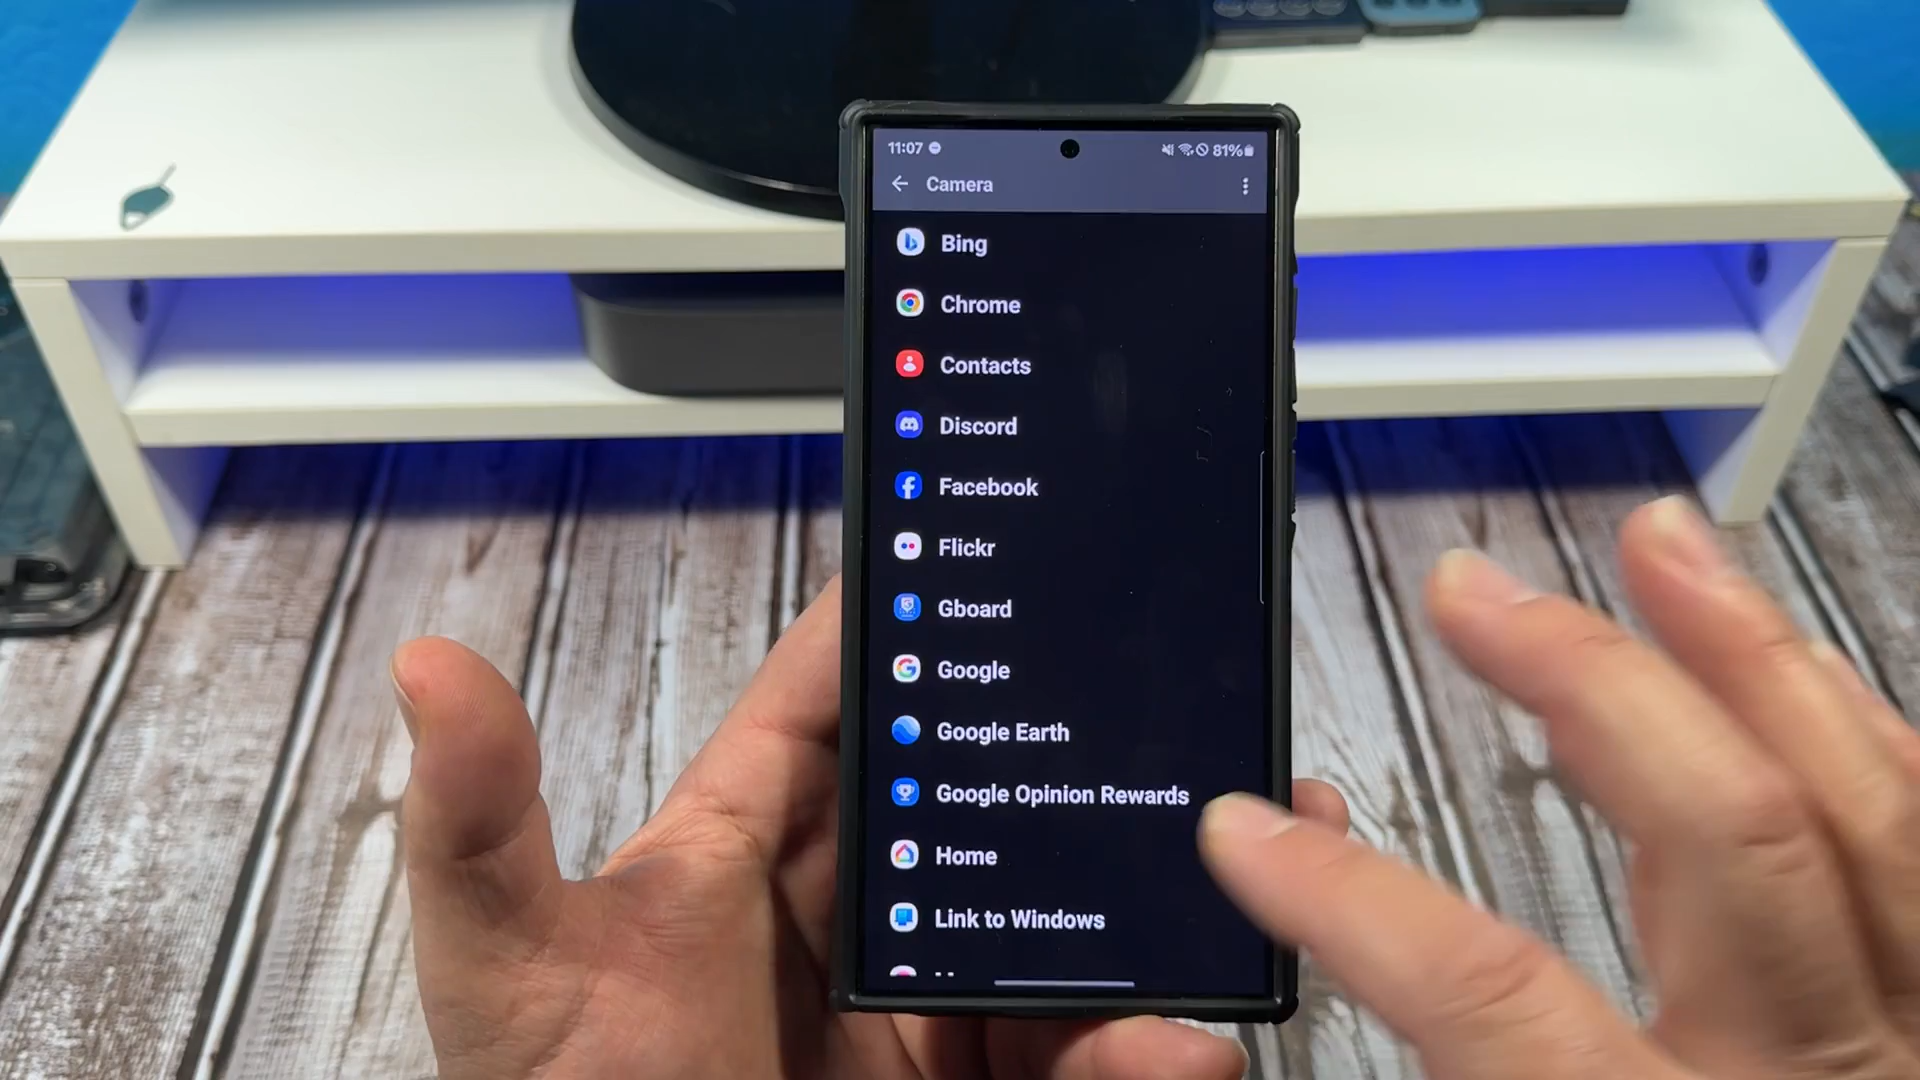 11:07 81%
Camera
Bing
Chrome
Contacts
Discord
Facebook
Flickr
Gboard
Google
Google Earth
Google Opinion Rewards
Home
Link to Windows